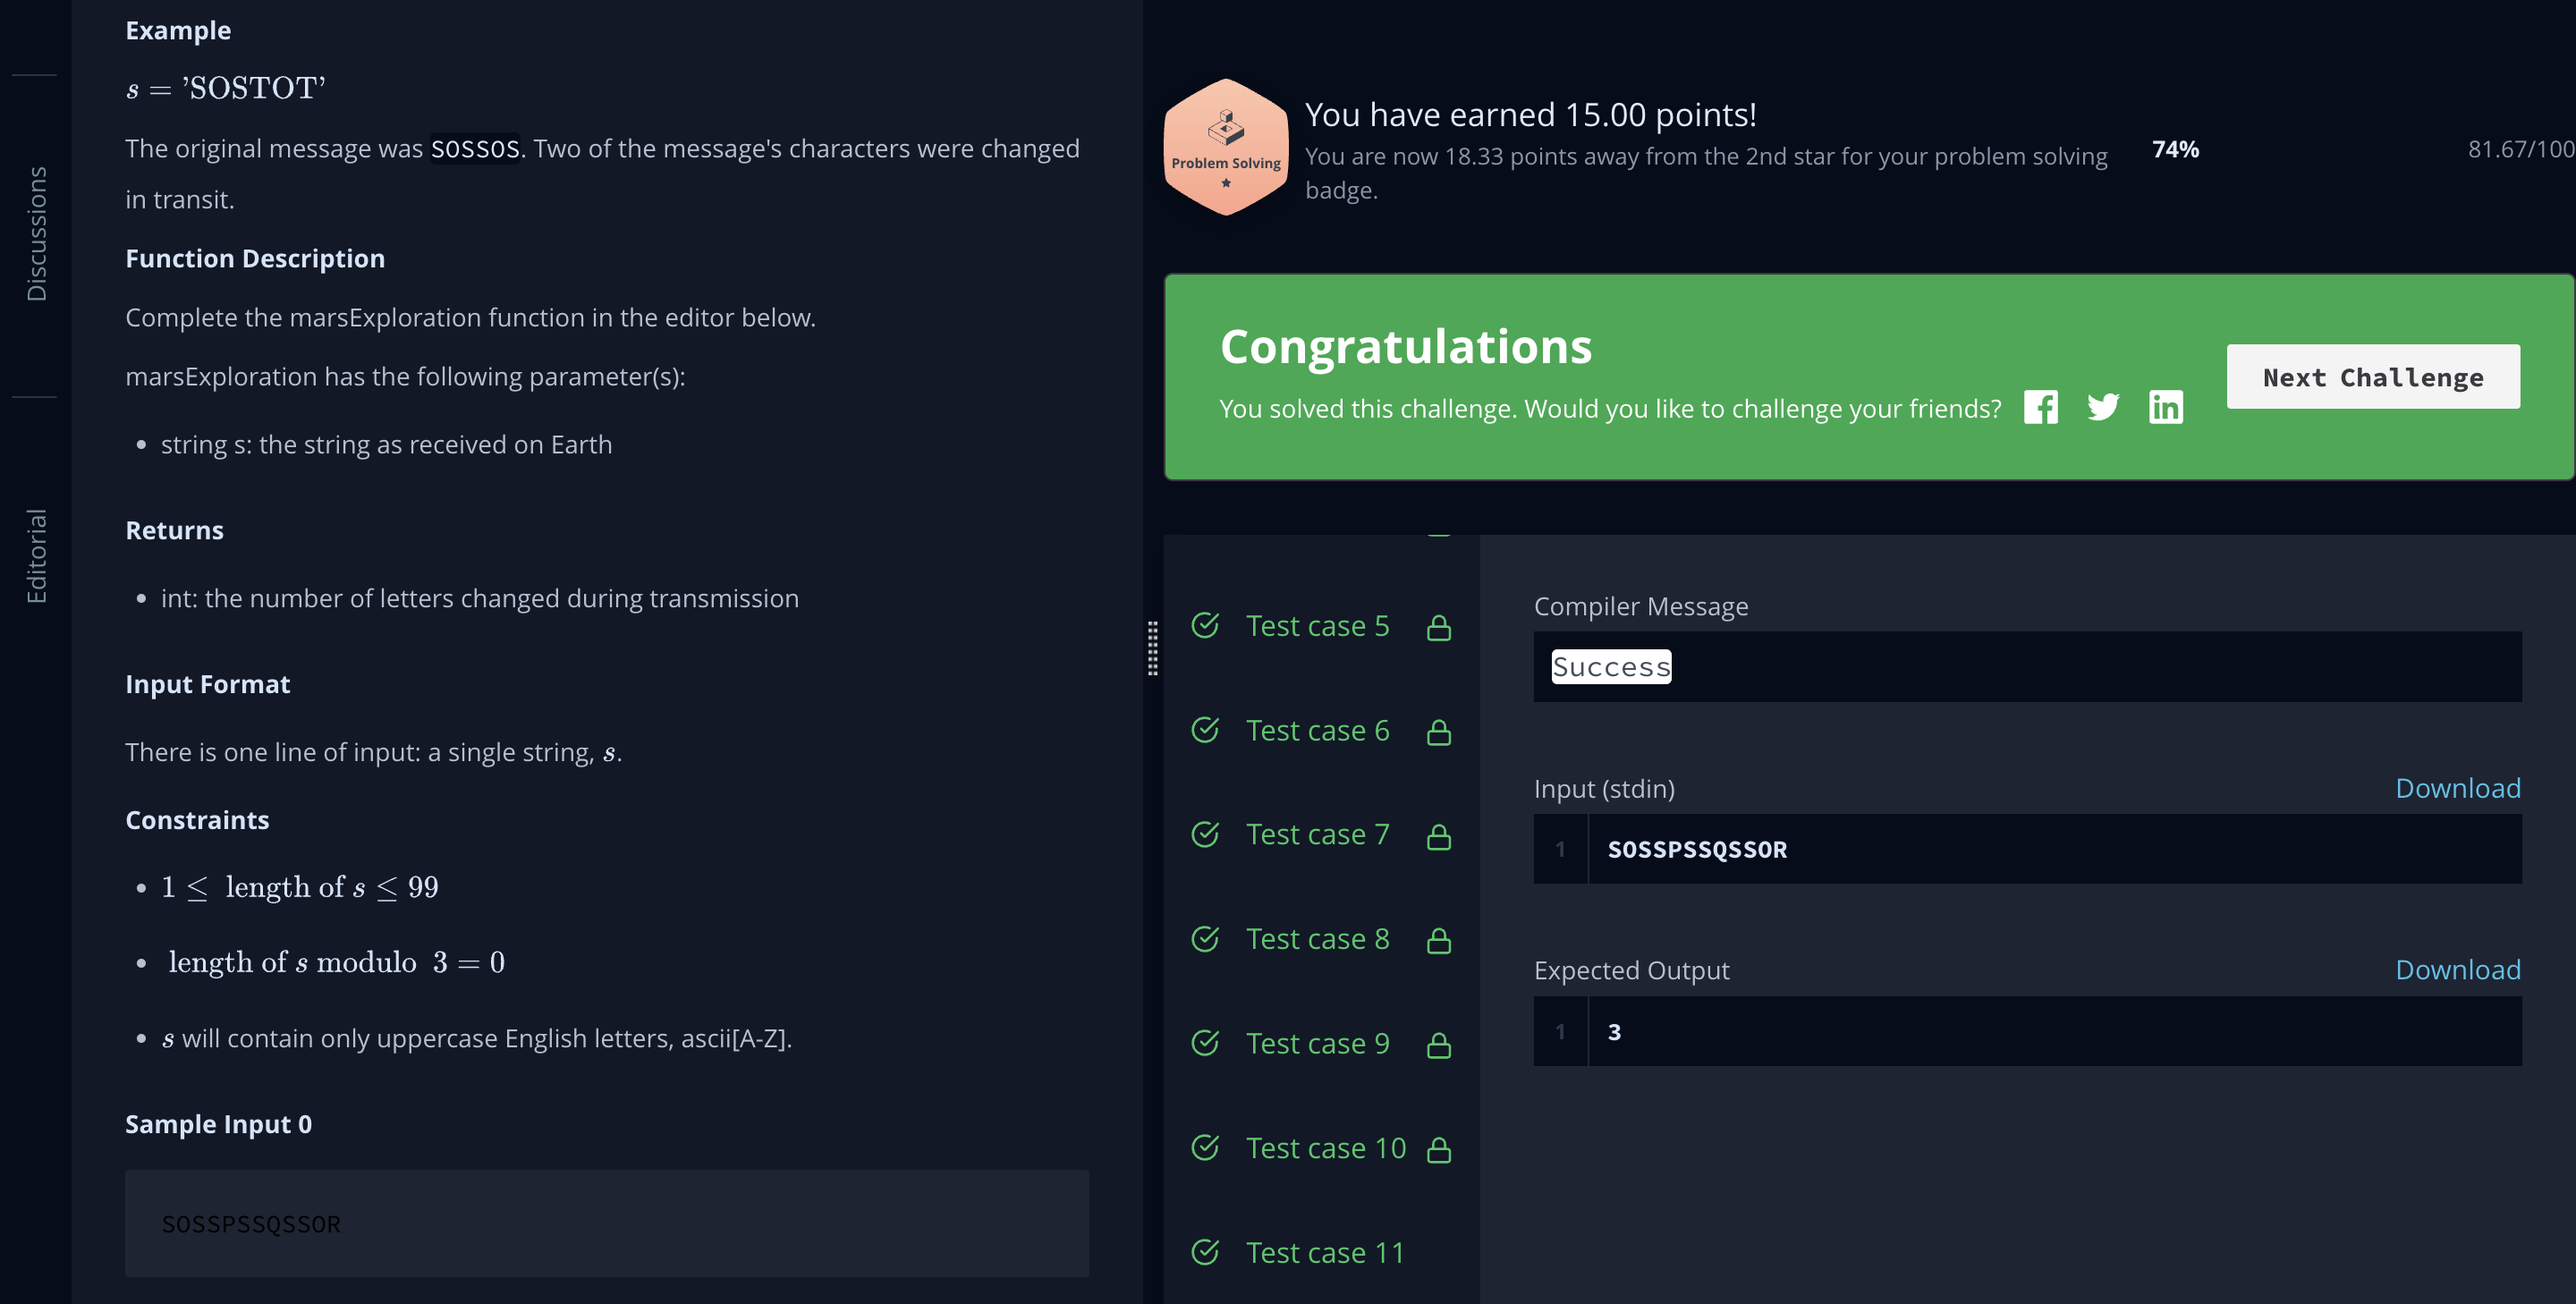 Discussions
Editorial
Example
s = 'SOSTOT'
The original message was SOSSOS. Two of the message's characters were changed
in transit.
Function Description
Complete the marsExploration function in the editor below.
marsExploration has the following parameter(s):
• string s: the string as received on Earth
Returns
• int: the number of letters changed during transmission
Input Format
There is one line of input: a single string, s.
Constraints
• 1 ≤ length of s ≤ 99
• length of s modulo 3 = 0
• s will contain only uppercase English letters, ascii[A-Z].
Sample Input 0
SOSSPSSQSSOR
Problem Solving
You have earned 15.00 points!
You are now 18.33 points away from the 2nd star for your problem solving
badge.
74%
81.67/100
Congratulations
You solved this challenge. Would you like to challenge your friends?
Next Challenge
Test case 5
Test case 6
Test case 7
Test case 8
Test case 9
Test case 10
Test case 11
Compiler Message
Success
Input (stdin)
Download
1 SOSSPSSQSSOR
Expected Output
Download
1 3